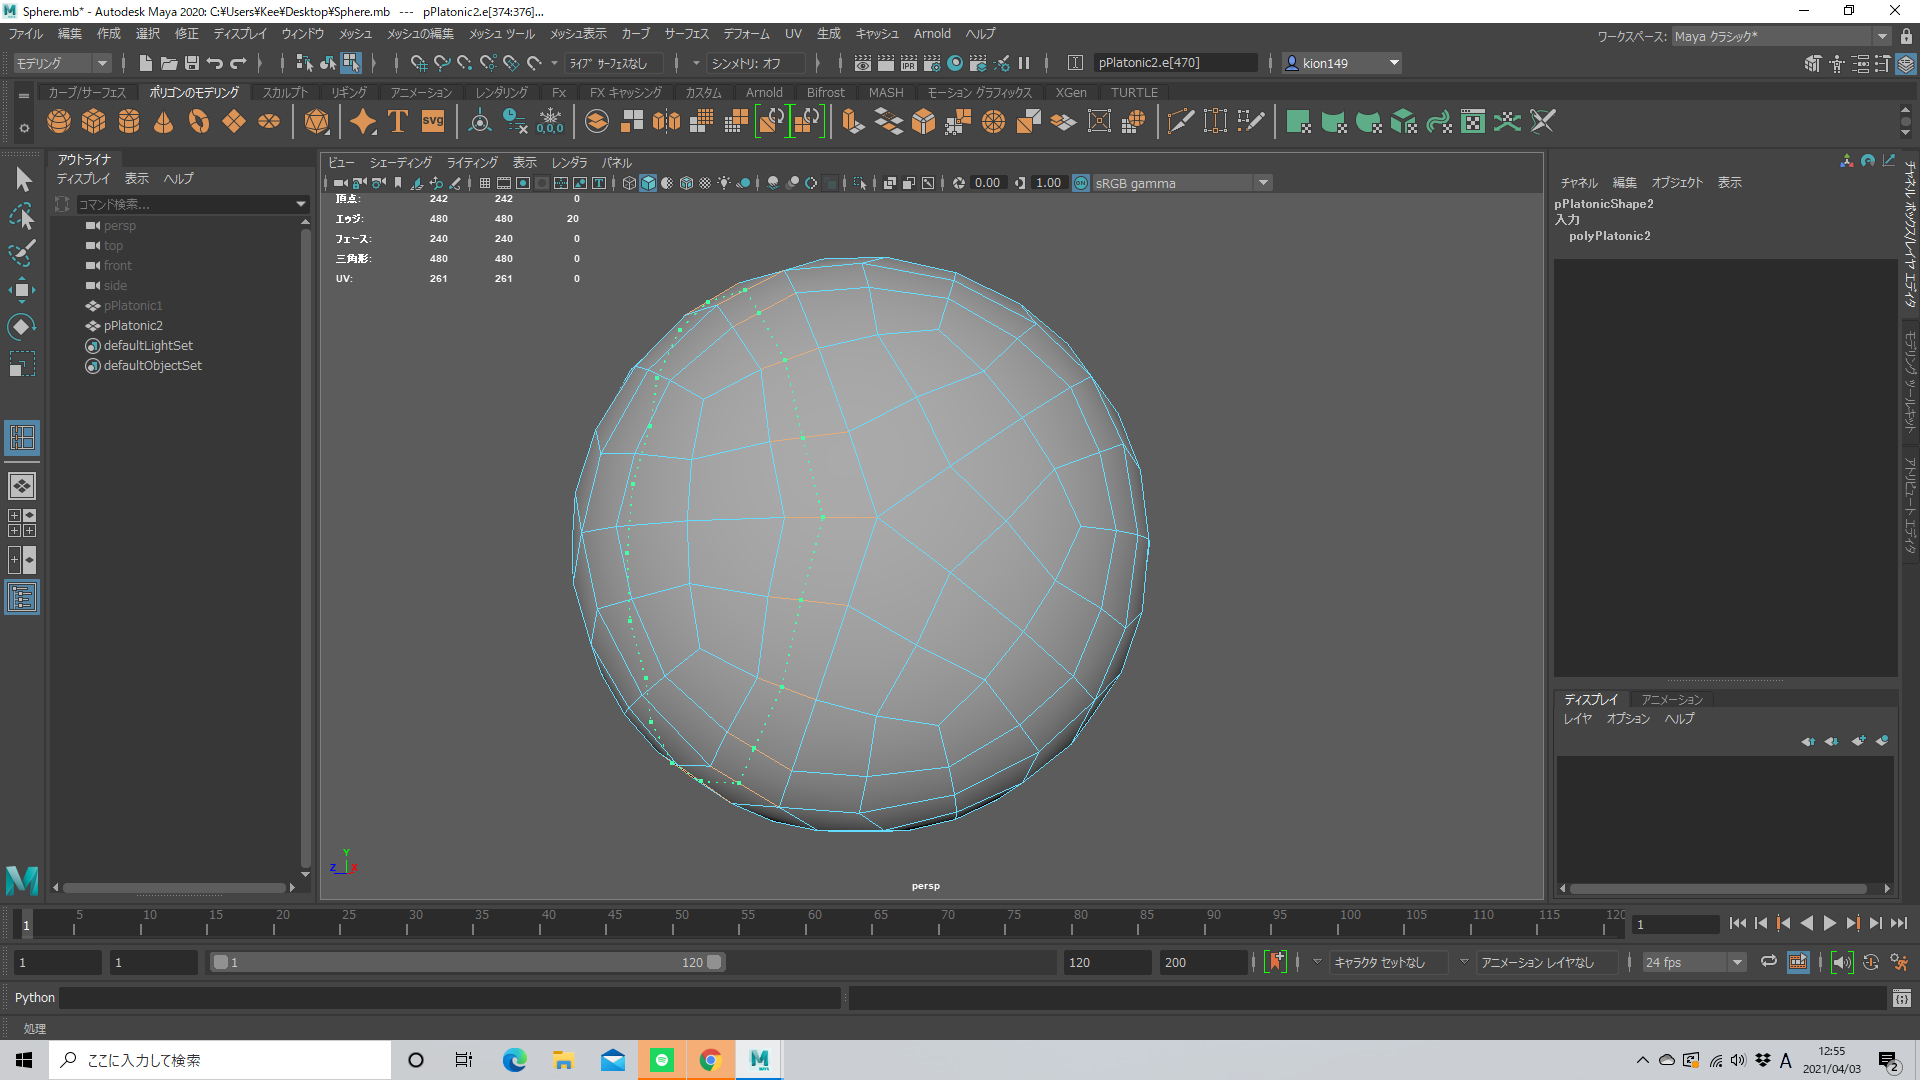 Sphere.mb* - Autodesk Maya 2020: C:¥Users¥Kee¥Desktop¥Sphere.mb   ---   pPlatonic2.e[374:376]...
ファイル 編集 作成 選択 修正 ディスプレイ ウィンドウ メッシュ メッシュの編集 メッシュ ツール メッシュ表示 カーブ サーフェス デフォーム UV 生成 キャッシュ Arnold ヘルプ
ワークスペース: Maya クラシック*
モデリング ライブ サーフェスなし シンメトリ: オフ pPlatonic2.e[470] kion149
カーブ/サーフェス ポリゴンのモデリング スカルプト リギング アニメーション レンダリング Fx FX キャッシング カスタム Arnold Bifrost MASH モーション グラフィックス XGen TURTLE
T svg 0,0,0 IPR
アウトライナ
ディスプレイ 表示 ヘルプ
コマンド検索...
persp
top
front
side
pPlatonic1
pPlatonic2
defaultLightSet
defaultObjectSet
ビュー シェーディング ライティング 表示 レンダラ パネル
0.00 1.00 ON sRGB gamma
頂点: 242 242 0
エッジ: 480 480 20
フェース: 240 240 0
三角形: 480 480 0
UV: 261 261 0
Y
Z X
persp
チャネル 編集 オブジェクト 表示
pPlatonicShape2
入力
polyPlatonic2
チャネル ボックス/レイヤ エディタ
モデリング ツールキット
アトリビュート エディタ
ディスプレイ アニメーション
レイヤ オプション ヘルプ
1 5 10 15 20 25 30 35 40 45 50 55 60 65 70 75 80 85 90 95 100 105 110 115 120 1
1 1 1 120 120 200 キャラクタ セットなし アニメーション レイヤなし 24 fps
Python
処理
ここに入力して検索
MAYA
A 12:55
2021/04/03 2